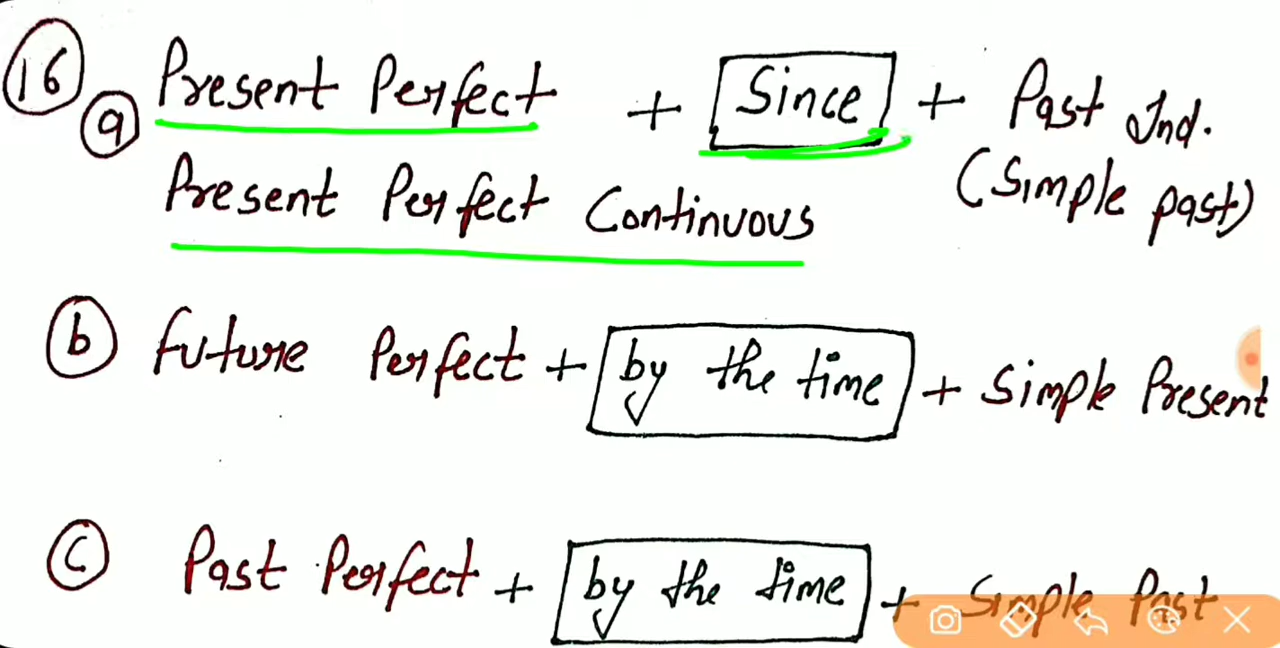 16 a Present Perfect + Since + Past Ind.
Present Perfect Continuous (Simple past)
b future Perfect + by the time + Simple Present
c Past Perfect + by the time + Simple Past